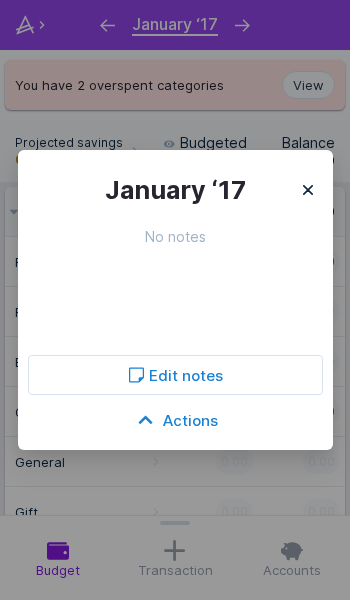 January ‘17
You have 2 overspent categories
View
Projected savings
Budgeted
Balance
January ‘17
No notes
Edit notes
Actions
General
0.00
0.00
Gift
0.00
0.00
Budget
Transaction
Accounts